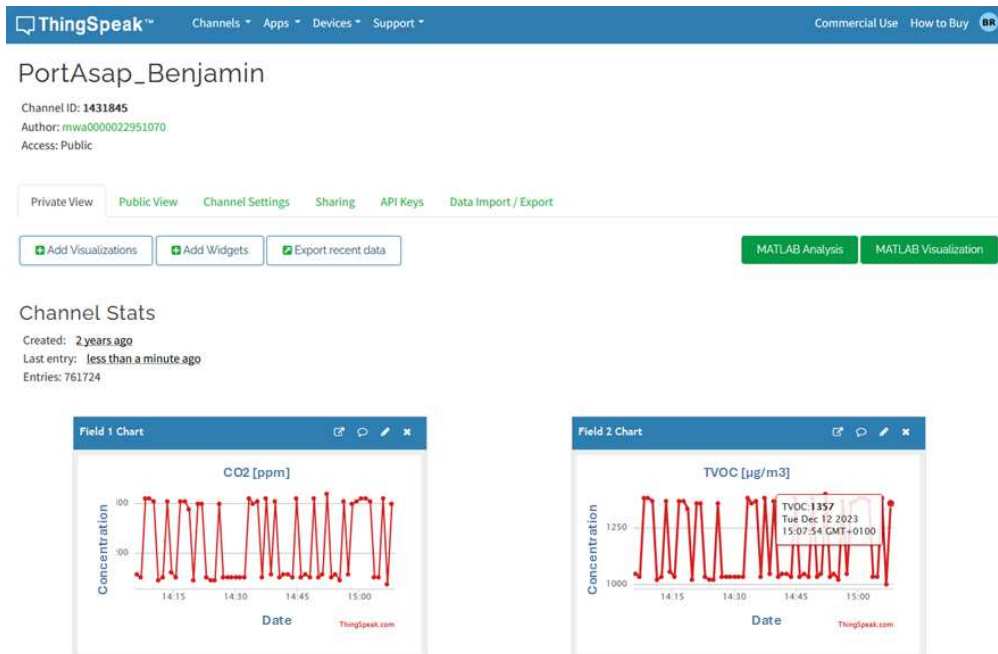 ThingSpeak™ Channels Apps Devices Support Commercial Use How to Buy BR
PortAsap_Benjamin
Channel ID: 1431845
Author: mwa0000022951070
Access: Public
Private View Public View Channel Settings Sharing API Keys Data Import / Export
Add Visualizations Add Widgets Export recent data MATLAB Analysis MATLAB Visualization
Channel Stats
Created: 2 years ago
Last entry: less than a minute ago
Entries: 761724
Field 1 Chart
CO2 [ppm]
Concentration
14:15 14:30 14:45 15:00
Date
ThingSpeak.com
Field 2 Chart
TVOC [µg/m3]
TVOC:1357
Tue Dec 12 2023
15:07:54 GMT+0100
Concentration
1250
1000
14:15 14:30 14:45 15:00
Date
ThingSpeak.com